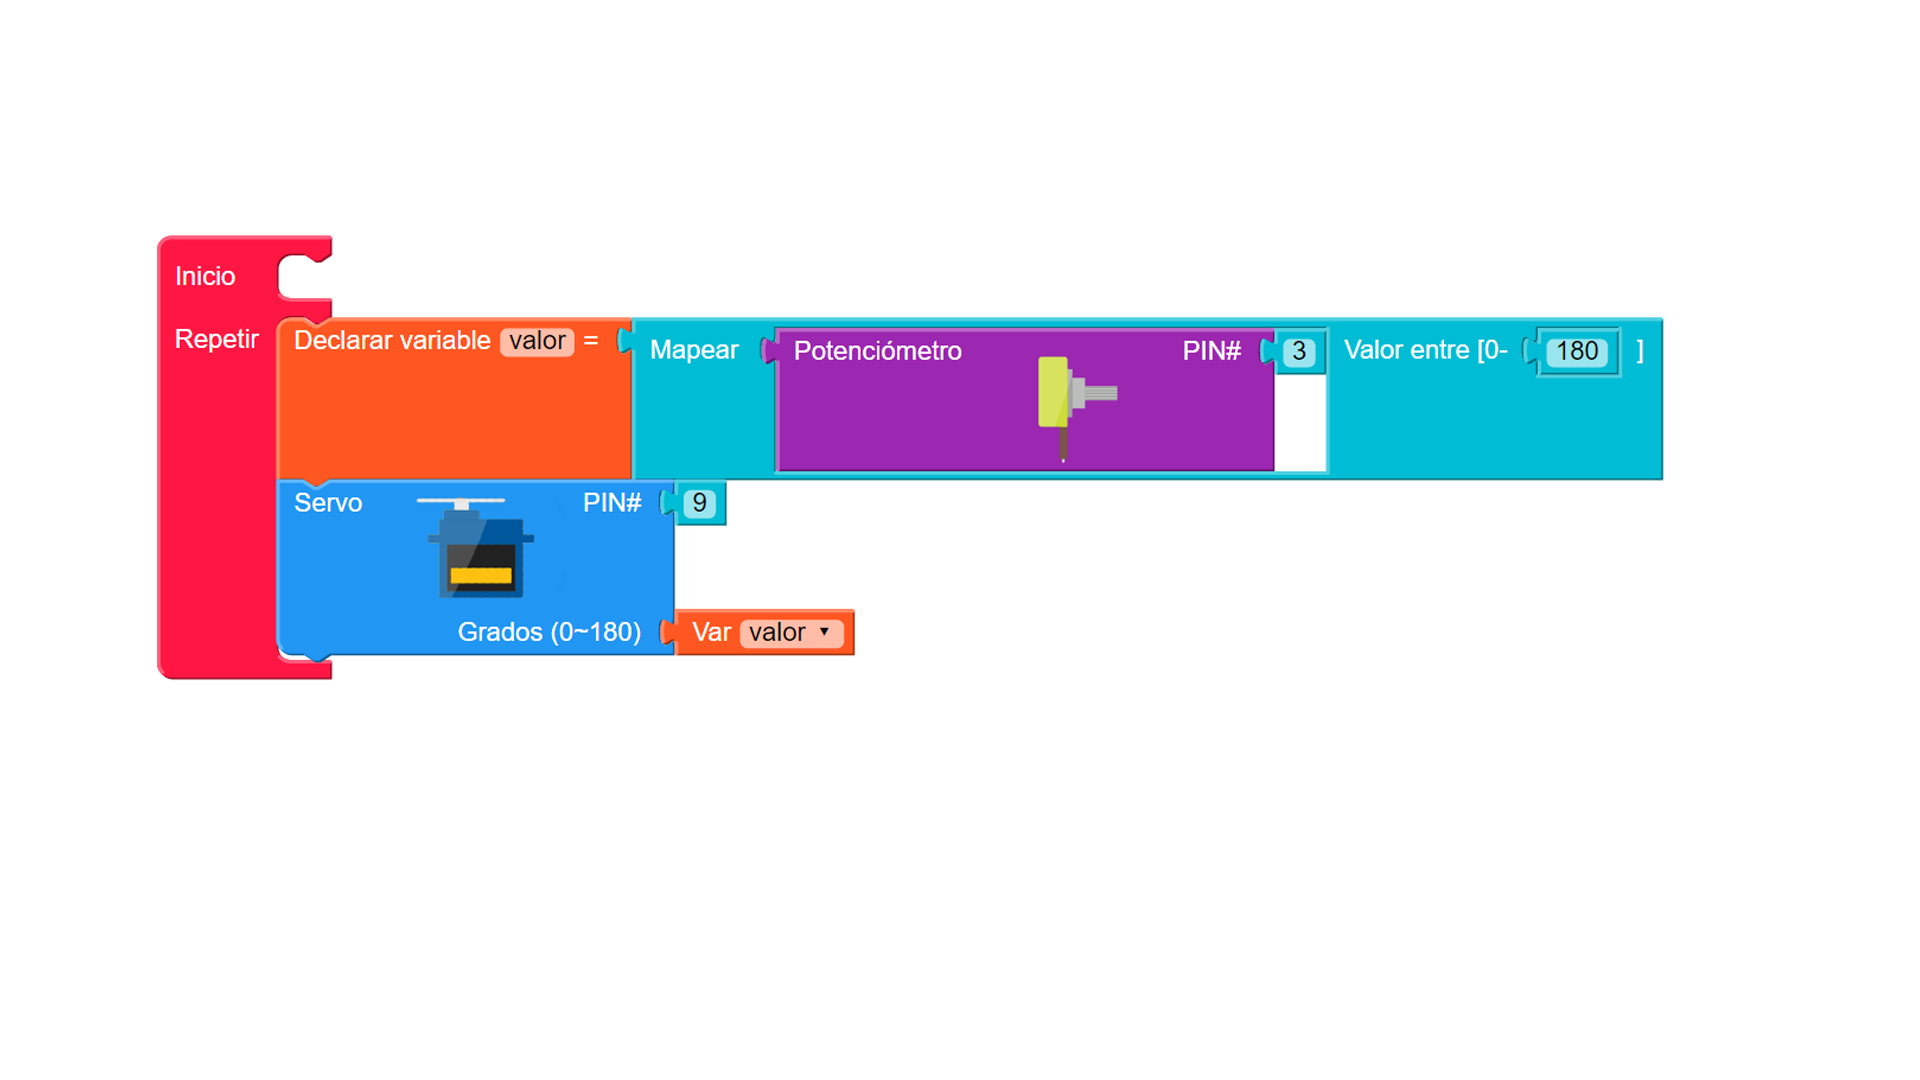 Inicio
Repetir Declarar variable valor = Mapear Potenciómetro PIN# 3 Valor entre [0- 180 ]
Servo PIN# 9
Grados (0~180) Var valor